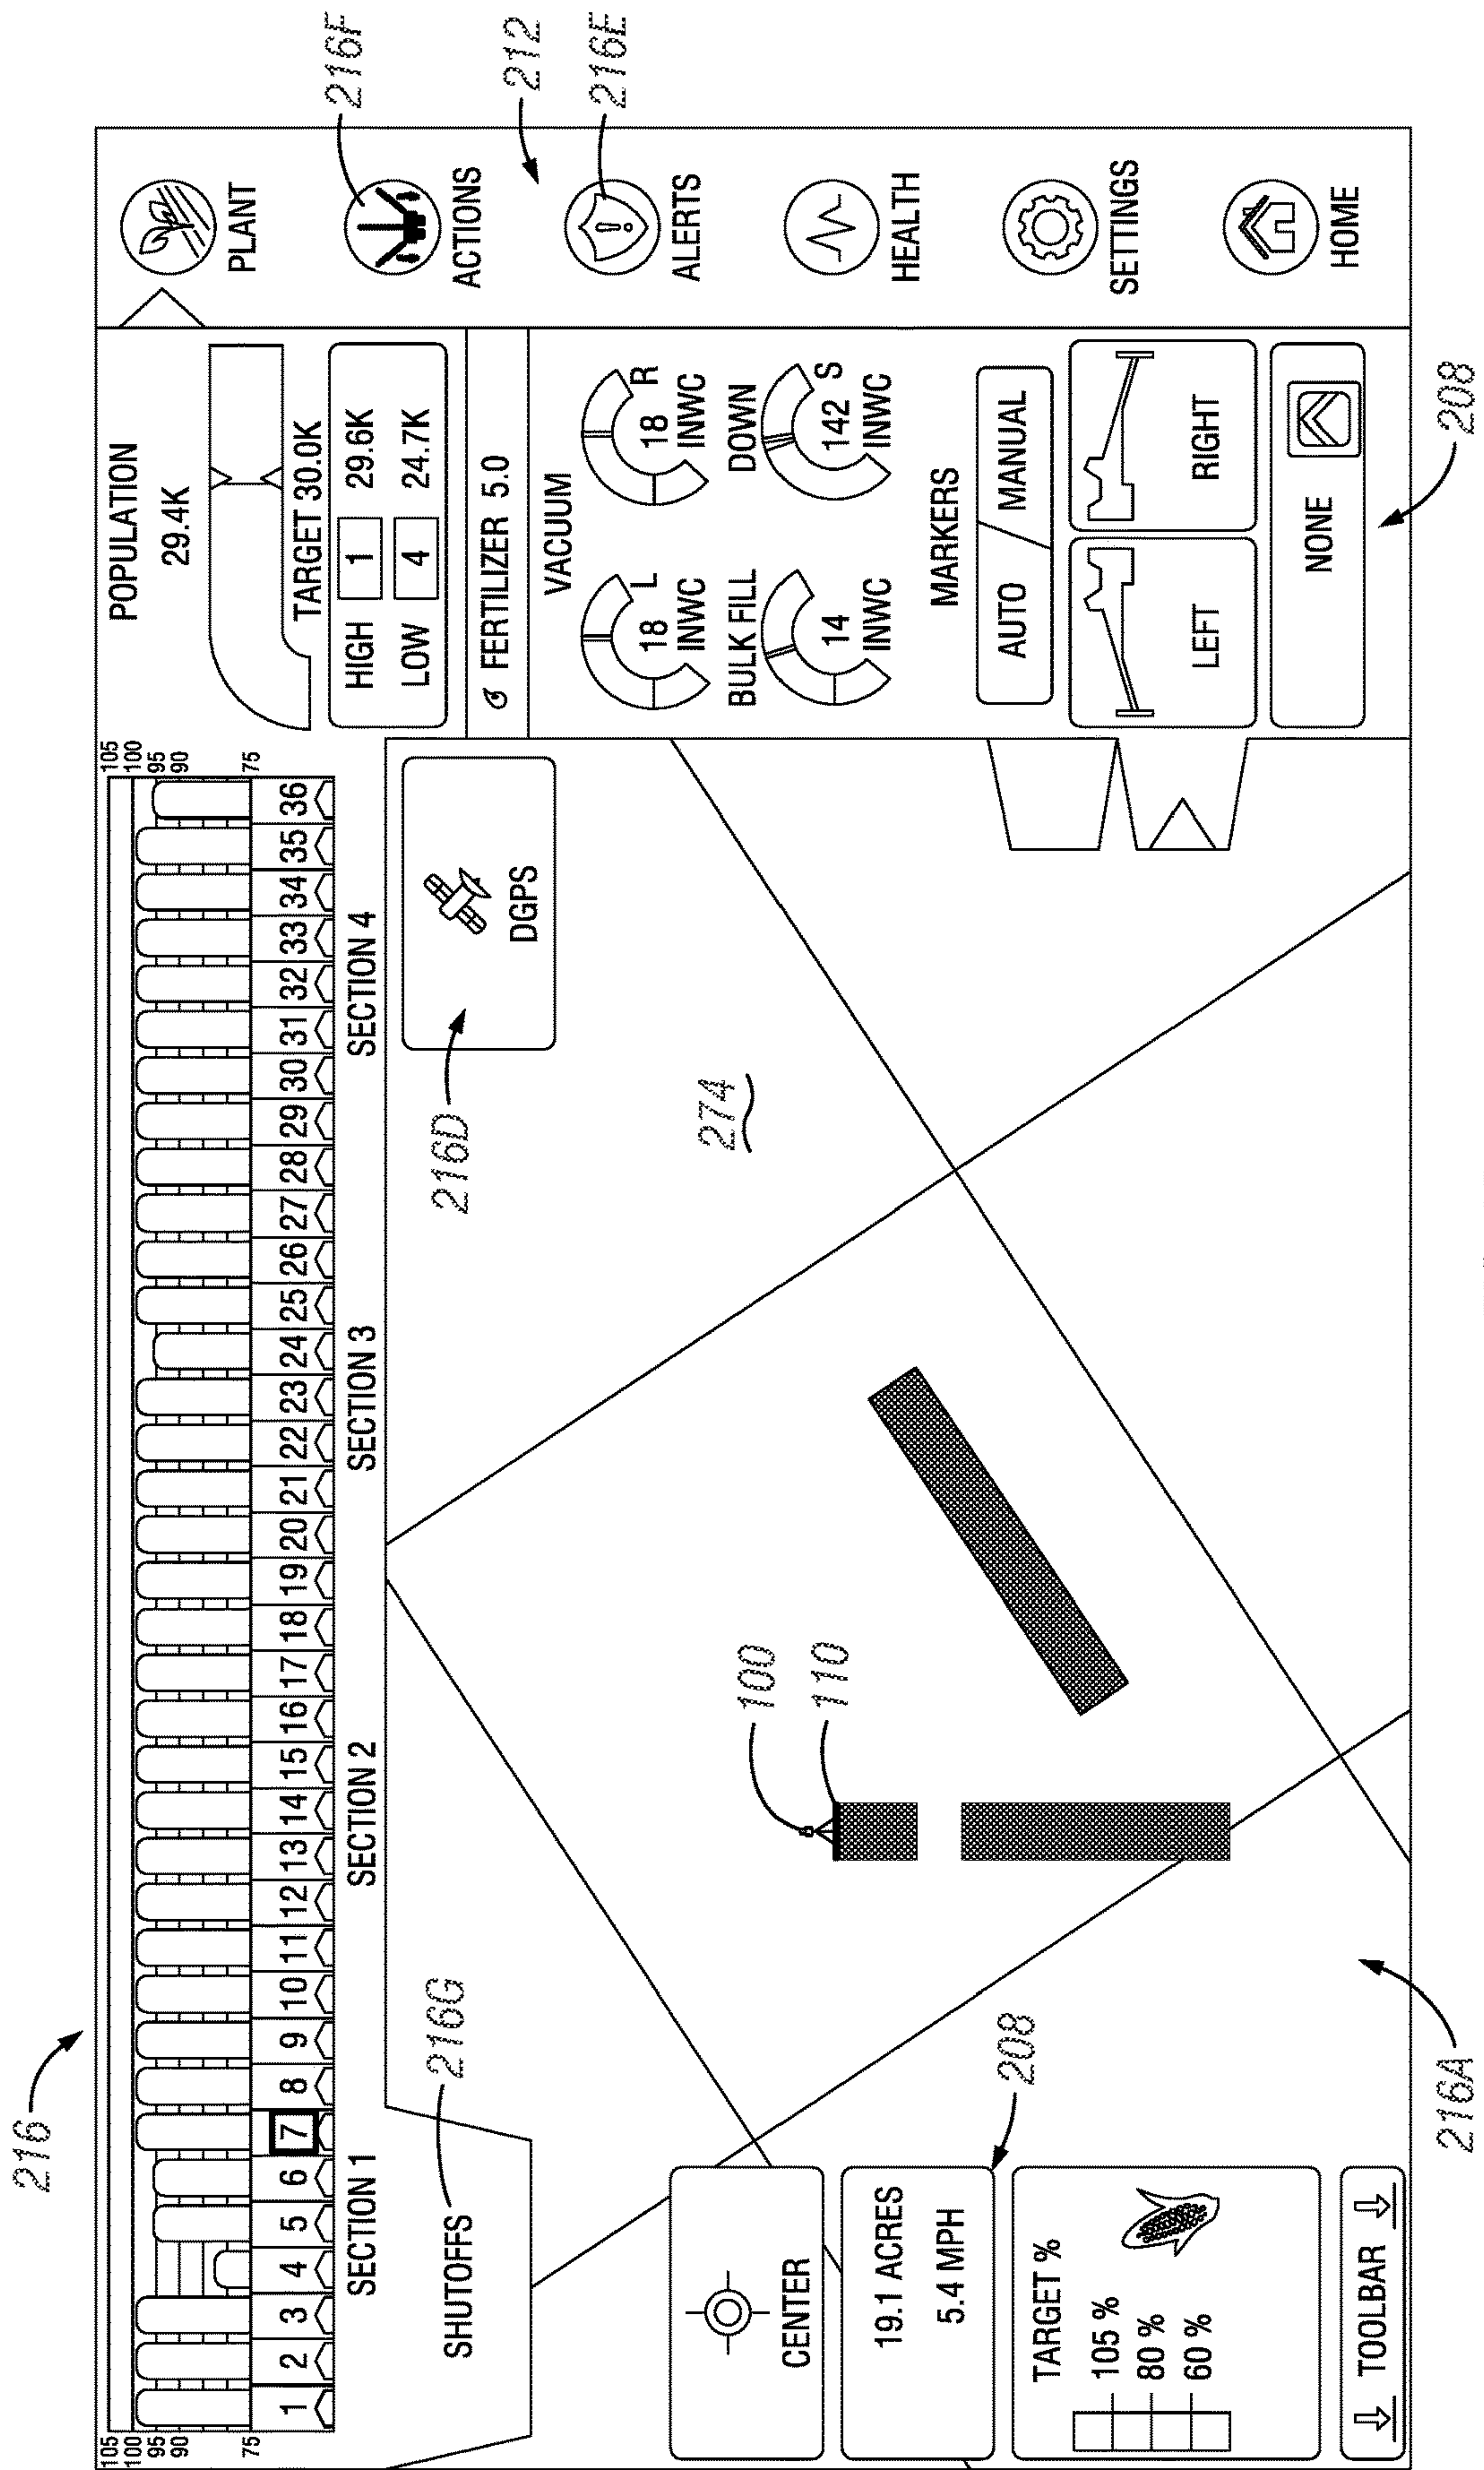 216
105
100
95
90
75
105
100
95
90
75
1 2 3 4 5 6 7 8 9 10 11 12 13 14 15 16 17 18 19 20 21 22 23 24 25 26 27 28 29 30 31 32 33 34 35 36
SECTION 1 SECTION 2 SECTION 3 SECTION 4
SHUTOFFS
216G
216D
DGPS
274
100
110
CENTER
19.1 ACRES
5.4 MPH
208
TARGET %
105 %
80 %
60 %
TOOLBAR
216A
POPULATION
29.4K
TARGET 30.0K
HIGH 1 29.6K
LOW 4 24.7K
FERTILIZER 5.0
VACUUM
18 L
INWC
18 R
INWC
BULK FILL
14
INWC
DOWN
142 S
INWC
MARKERS
AUTO MANUAL
LEFT RIGHT
NONE
208
PLANT
216F
ACTIONS
212
216E
ALERTS
HEALTH
SETTINGS
HOME